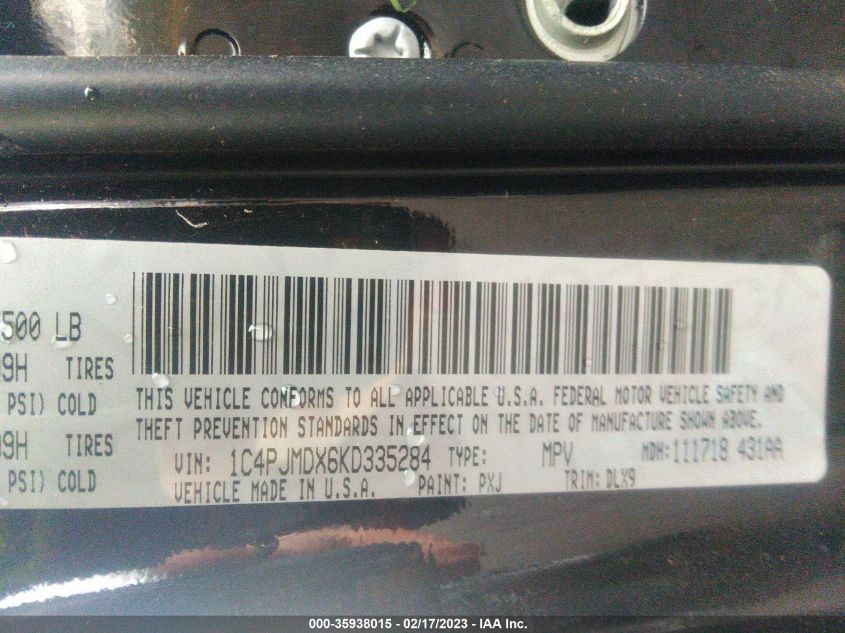 500 LB
9H TIRES
PSI) COLD
9H TIRES
PSI) COLD
THIS VEHICLE CONFORMS TO ALL APPLICABLE U.S.A. FEDERAL MOTOR VEHICLE SAFETY AND
THEFT PREVENTION STANDARDS IN EFFECT ON THE DATE OF MANUFACTURE SHOWN ABOVE.
VIN: 1C4PJMDX6KD335284 TYPE: MPV MDH:111718 431AA
VEHICLE MADE IN U.S.A. PAINT: PXJ TRIM: DLX9
000-35938015 - 02/17/2023 - IAA Inc.